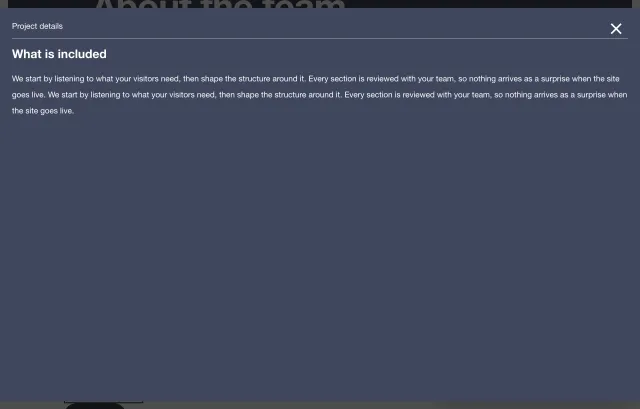 About the team
Project details
What is included
We start by listening to what your visitors need, then shape the structure around it. Every section is reviewed with your team, so nothing arrives as a surprise when the site
goes live. We start by listening to what your visitors need, then shape the structure around it. Every section is reviewed with your team, so nothing arrives as a surprise when
the site goes live.